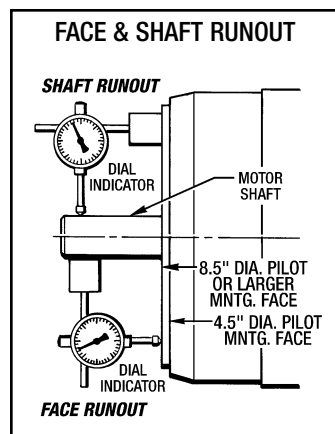 FACE & SHAFT RUNOUT
SHAFT RUNOUT
DIAL
INDICATOR
MOTOR
SHAFT
8.5" DIA. PILOT
OR LARGER
MNTG. FACE
4.5" DIA. PILOT
MNTG. FACE
DIAL
INDICATOR
FACE RUNOUT